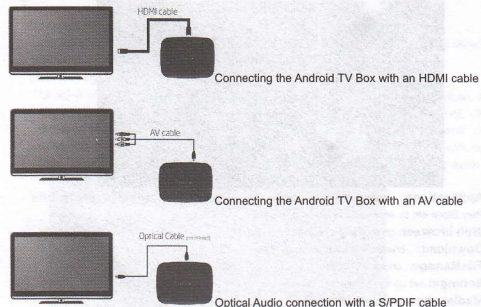 HDMI cable
Connecting the Android TV Box with an HDMI cable
AV cable
Connecting the Android TV Box with an AV cable
Optical Cable
Optical Audio connection with a S/PDIF cable